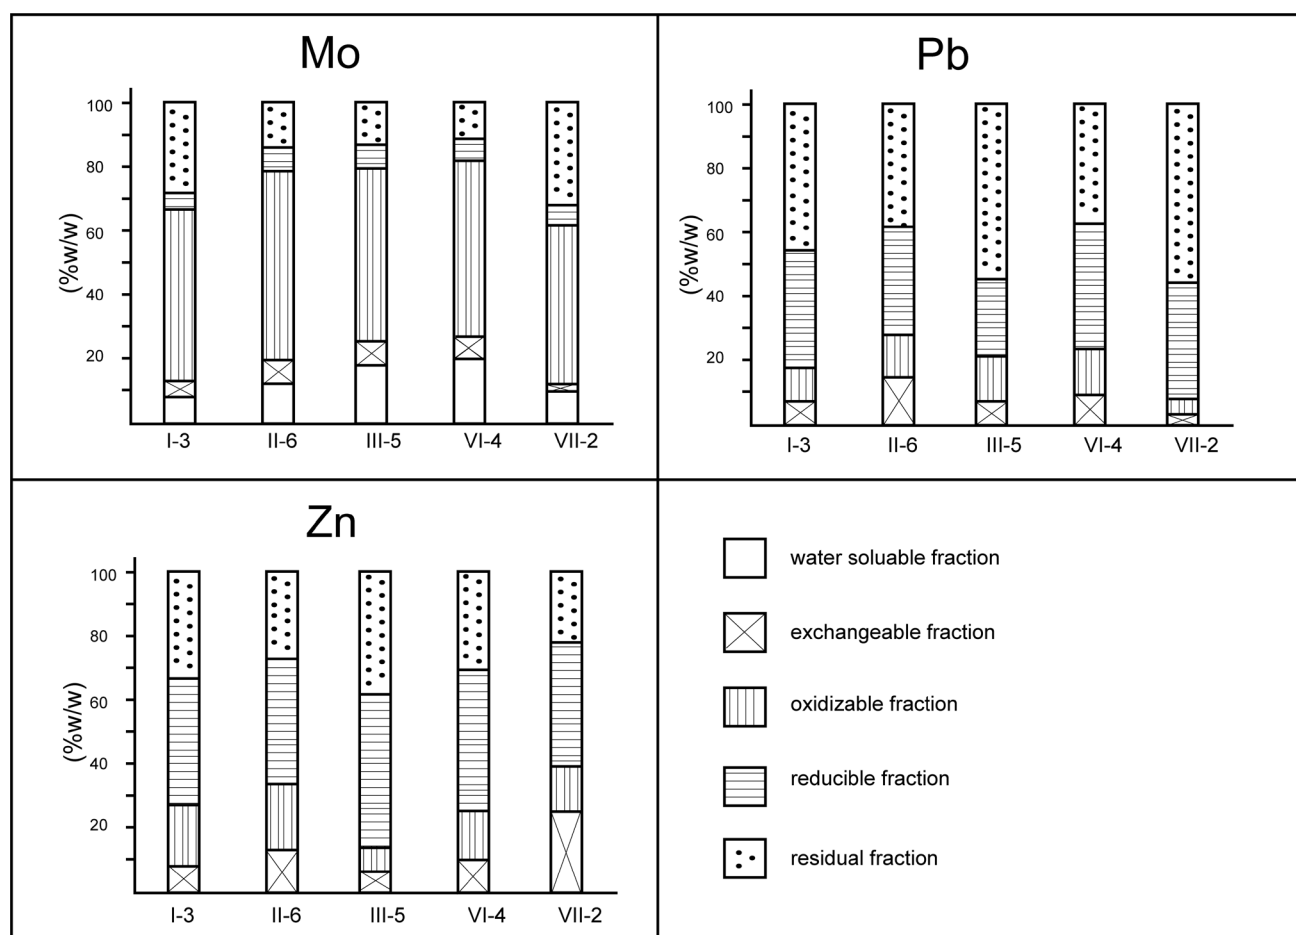 Mo
100
80
60
40
20
(%w/w)
I-3 II-6 III-5 VI-4 VII-2
Pb
100
80
60
40
20
(%w/w)
I-3 II-6 III-5 VI-4 VII-2
Zn
100
80
60
40
20
(%w/w)
I-3 II-6 III-5 VI-4 VII-2
water soluable fraction
exchangeable fraction
oxidizable fraction
reducible fraction
residual fraction